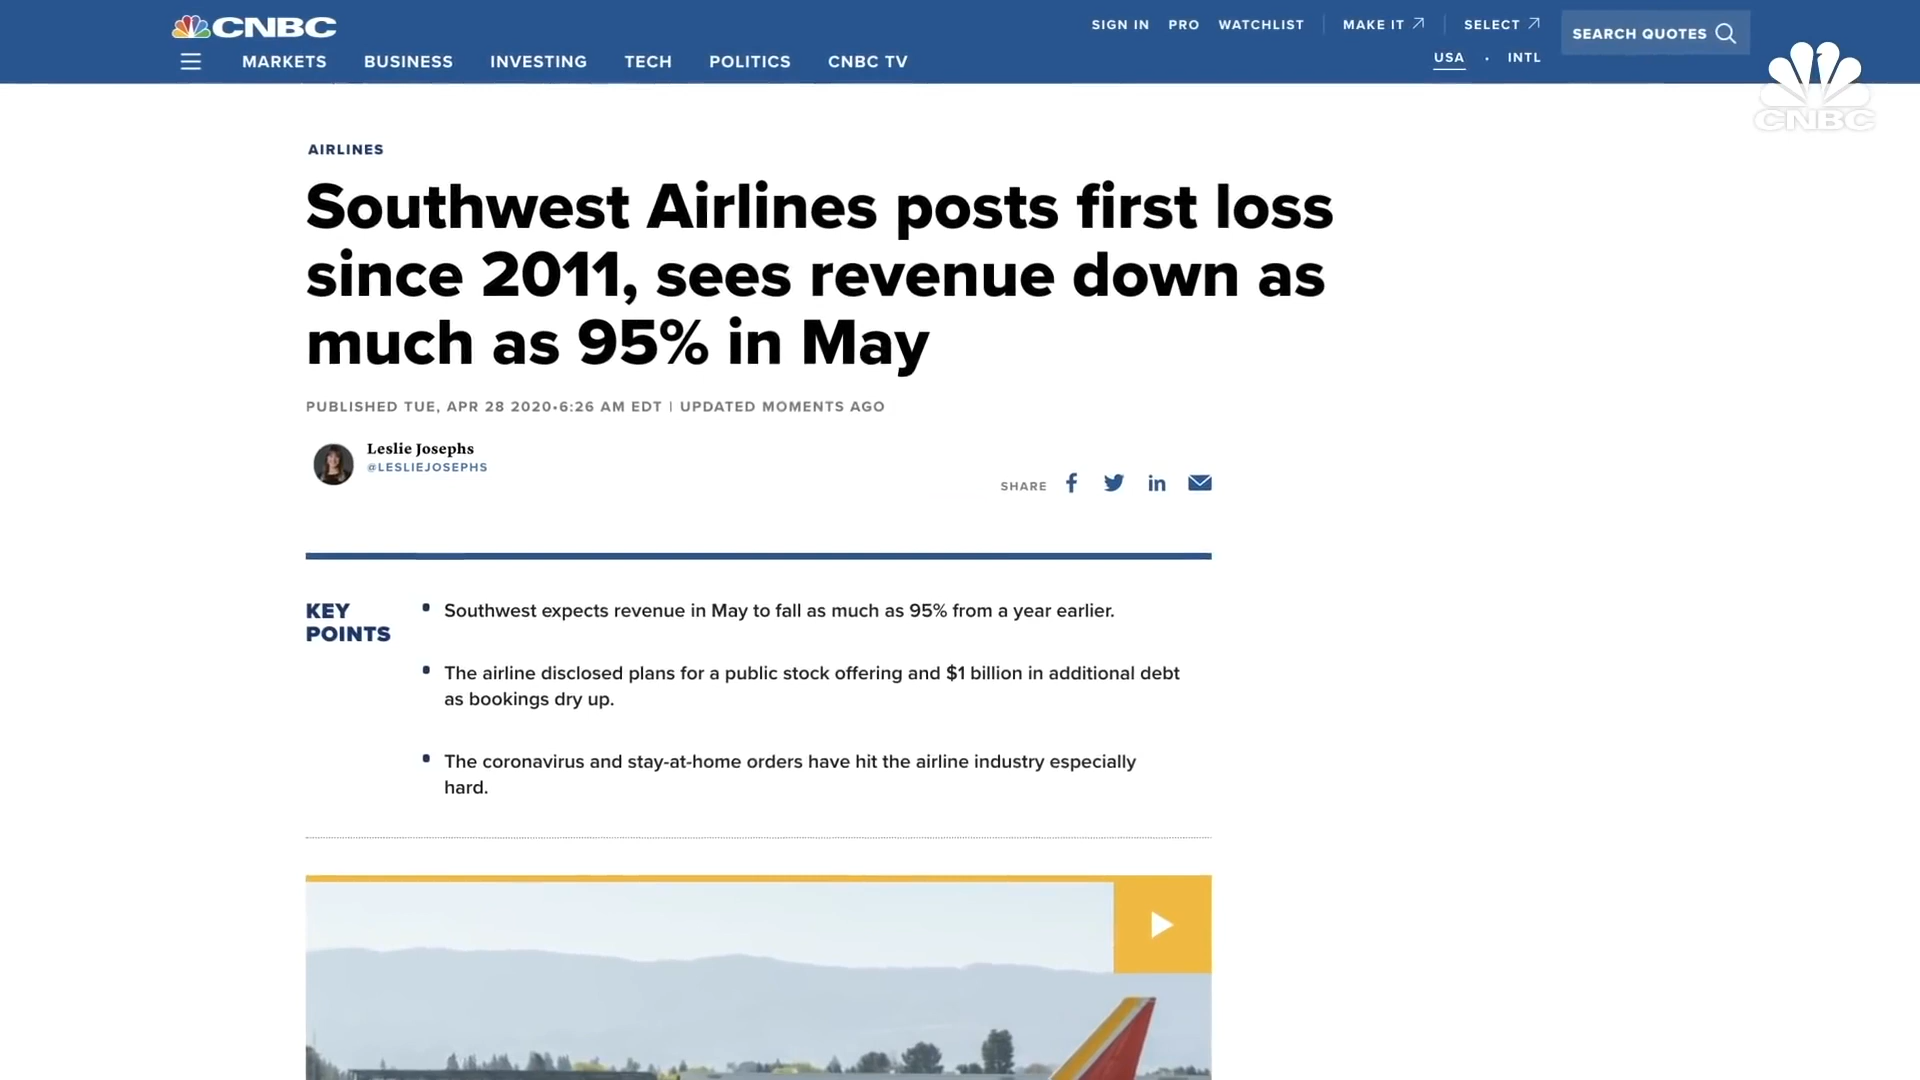 CNBC
SIGN IN PRO WATCHLIST MAKE IT SELECT
SEARCH QUOTES
MARKETS BUSINESS INVESTING TECH POLITICS CNBC TV
USA · INTL
CNBC
AIRLINES
Southwest Airlines posts first loss
since 2011, sees revenue down as
much as 95% in May
PUBLISHED TUE, APR 28 2020•6:26 AM EDT | UPDATED MOMENTS AGO
Leslie Josephs
@LESLIEJOSEPHS
SHARE
KEY
POINTS
Southwest expects revenue in May to fall as much as 95% from a year earlier.
The airline disclosed plans for a public stock offering and $1 billion in additional debt
as bookings dry up.
The coronavirus and stay-at-home orders have hit the airline industry especially
hard.